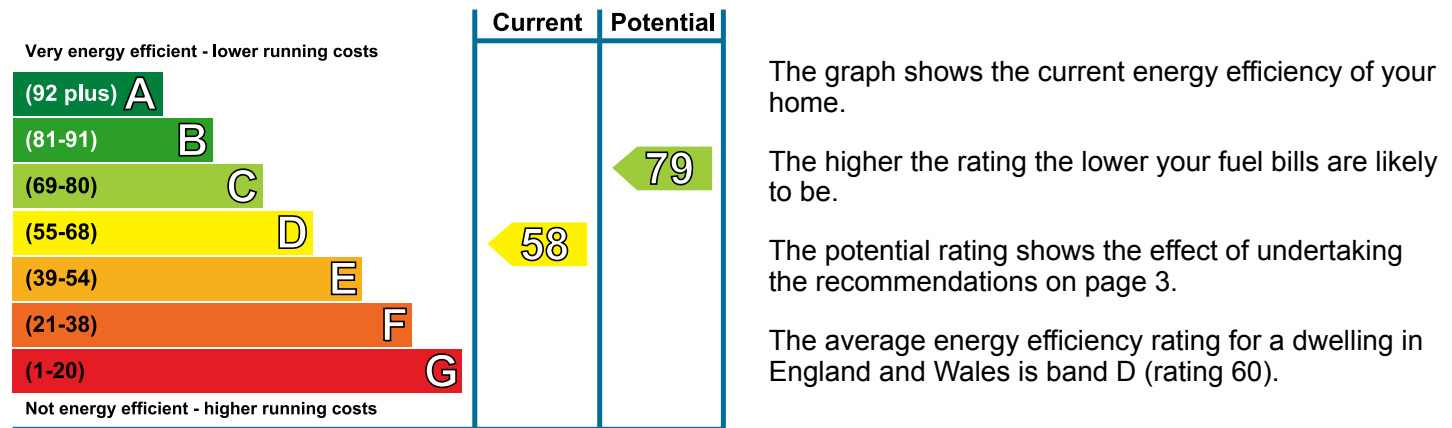 Current Potential
Very energy efficient - lower running costs
(92 plus) A
(81-91) B
(69-80) C
79
(55-68) D
58
(39-54) E
(21-38) F
(1-20) G
Not energy efficient - higher running costs
The graph shows the current energy efficiency of your
home.
The higher the rating the lower your fuel bills are likely
to be.
The potential rating shows the effect of undertaking
the recommendations on page 3.
The average energy efficiency rating for a dwelling in
England and Wales is band D (rating 60).